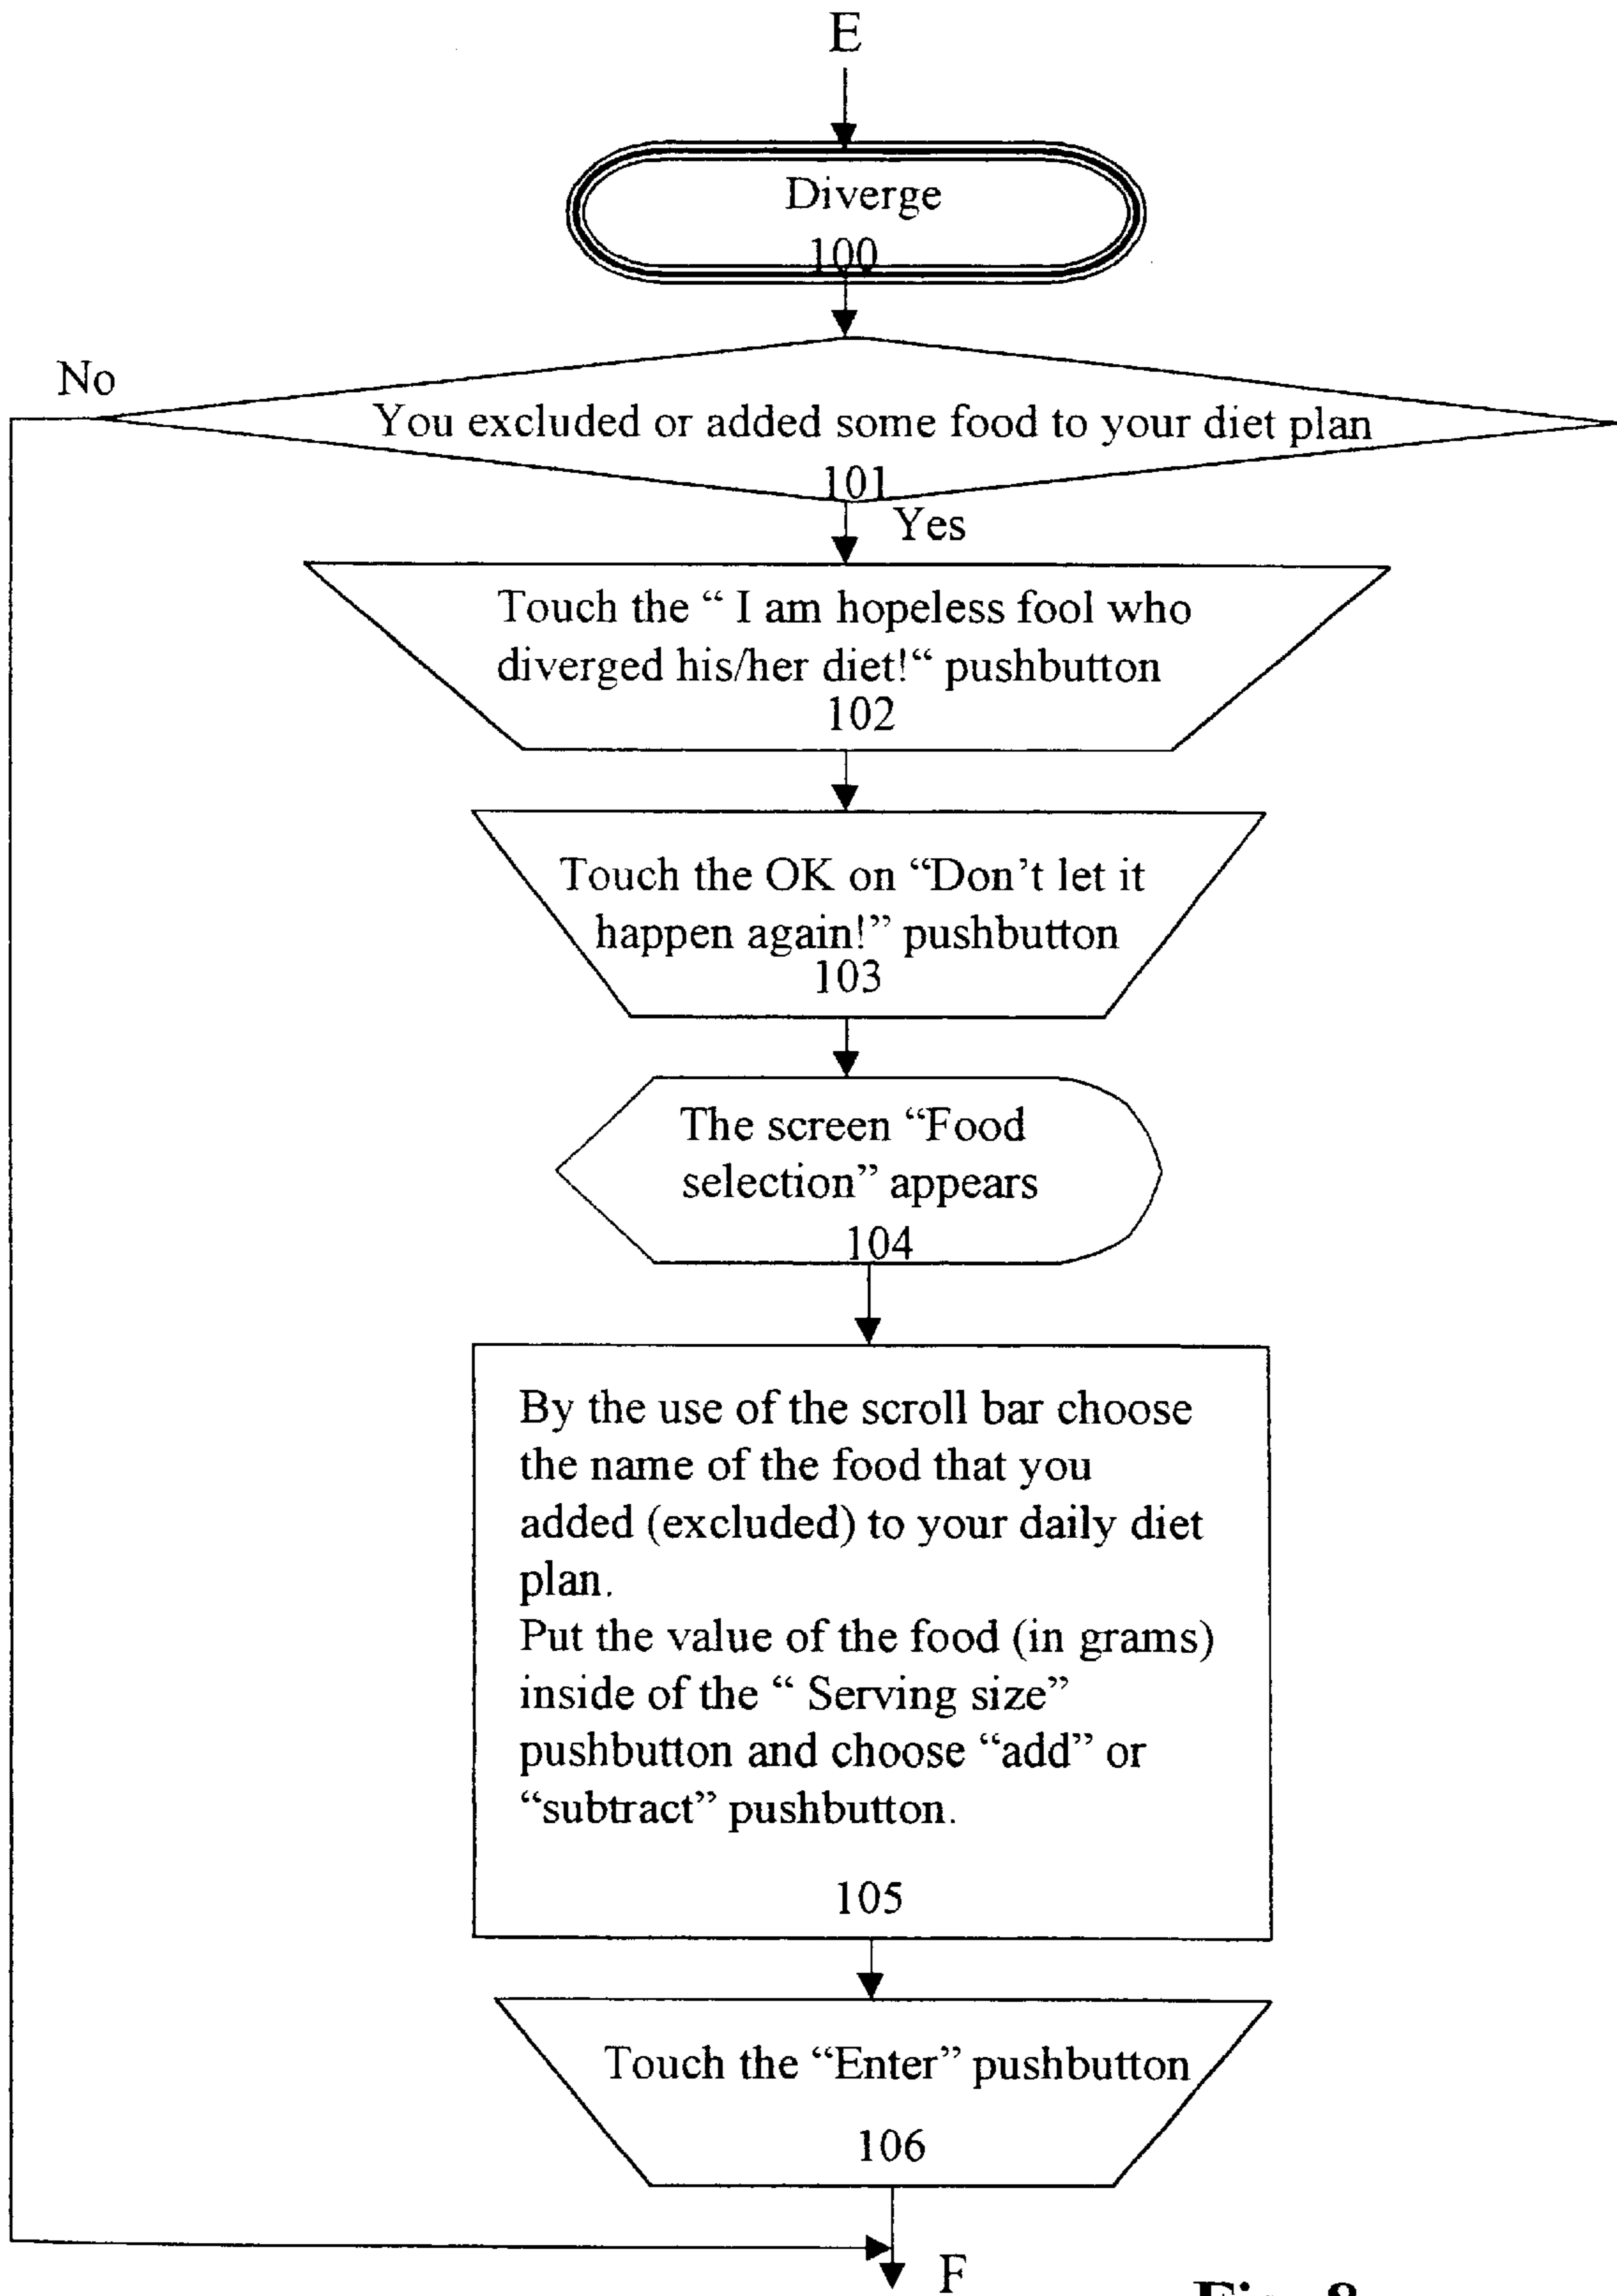 E
Diverge
100
No
You excluded or added some food to your diet plan
101
Yes
Touch the “ I am hopeless fool who
diverged his/her diet!“ pushbutton
102
Touch the OK on “Don’t let it
happen again!” pushbutton
103
The screen “Food
selection” appears
104
By the use of the scroll bar choose
the name of the food that you
added (excluded) to your daily diet
plan.
Put the value of the food (in grams)
inside of the “ Serving size”
pushbutton and choose “add” or
“subtract” pushbutton.
105
Touch the “Enter” pushbutton
106
F
Fig. 8